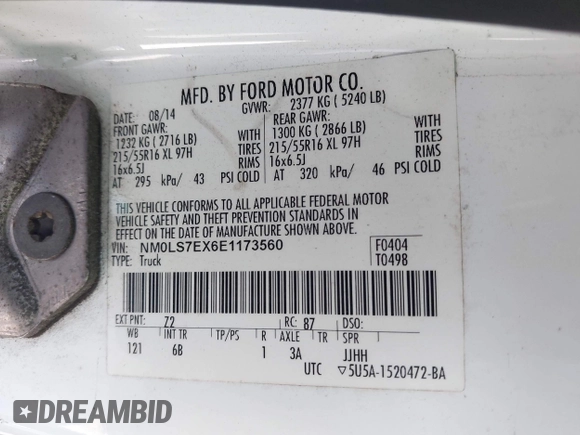 MFD. BY FORD MOTOR CO.
DATE: 08/14 GVWR: 2377 KG ( 5240 LB)
FRONT GAWR: REAR GAWR:
1232 KG ( 2716 LB) 1300 KG ( 2866 LB) WITH
215/55R16 XL 97H TIRES 215/55R16 XL 97H TIRES
16x6.5J RIMS 16x6.5J RIMS
AT 295 kPa/ 43 PSI COLD AT 320 kPa/ 46 PSI COLD
WITH
THIS VEHICLE CONFORMS TO ALL APPLICABLE FEDERAL MOTOR
VEHICLE SAFETY AND THEFT PREVENTION STANDARDS IN
EFFECT ON THE DATE OF MANUFACTURE SHOWN ABOVE.
VIN: NM0LS7EX6E1173560 F0404
TYPE: Truck T0498
EXT PNT: 72 RC: 87 DSO:
WB INT TR TP/PS R AXLE TR SPR
121 6B 1 3A JJHH
UTC ▽5U5A-1520472-BA
DREAMBID